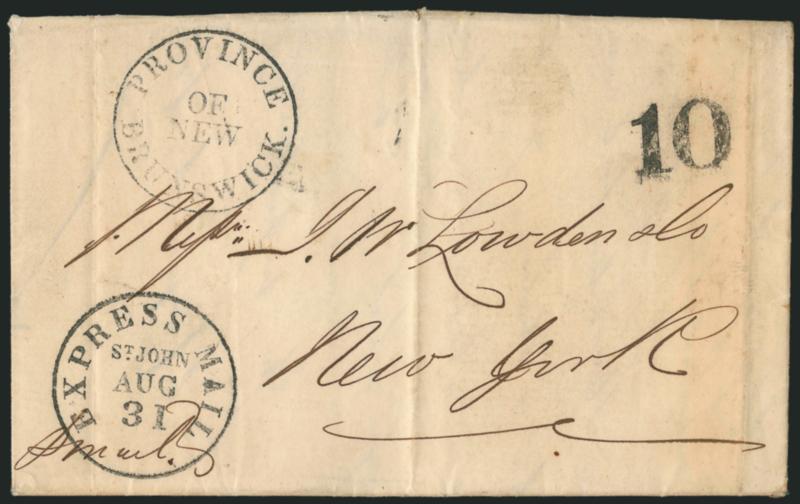 PROVINCE
OF
NEW
BRUNSWICK.
10
Messrs J. W Lowden & Co
New York
EXPRESS MAIL
ST JOHN
AUG
31